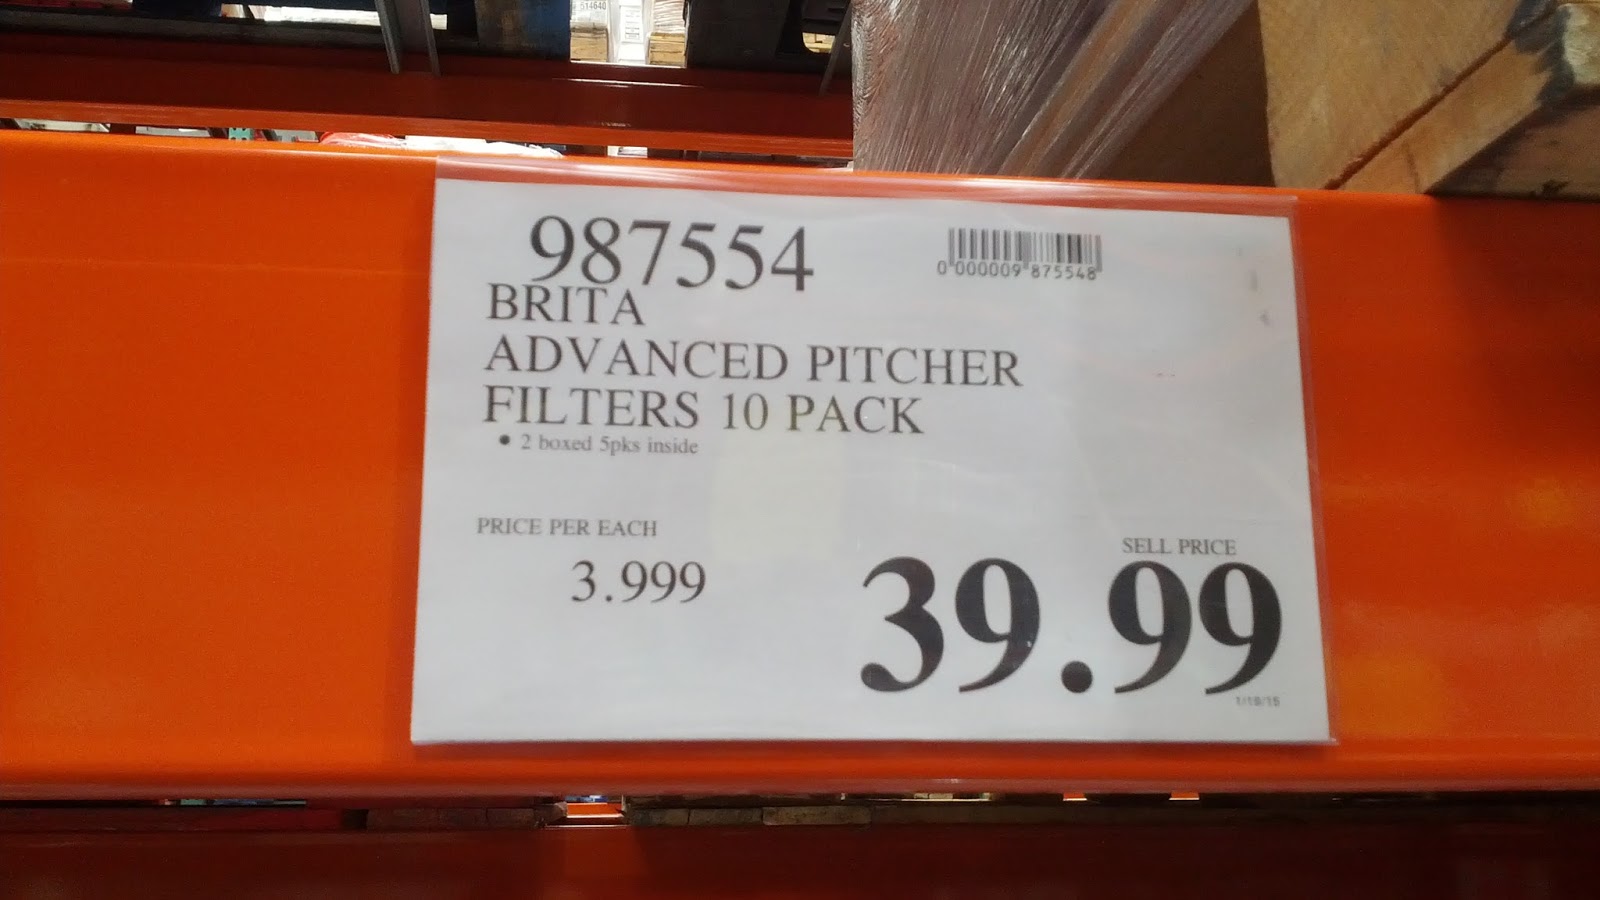 987554
0 000009 875548
BRITA
ADVANCED PITCHER
FILTERS 10 PACK
• 2 boxed 5pks inside
PRICE PER EACH
3.999
SELL PRICE
39.99